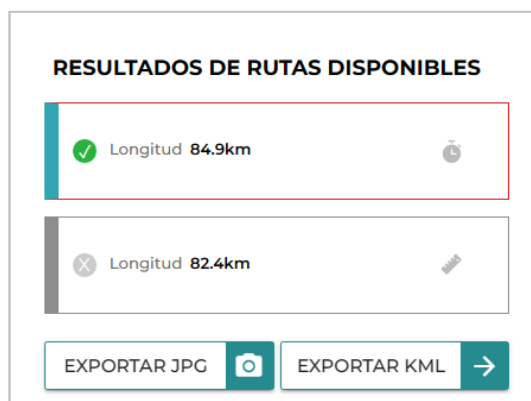 RESULTADOS DE RUTAS DISPONIBLES
Longitud 84.9km
Longitud 82.4km
EXPORTAR JPG
EXPORTAR KML